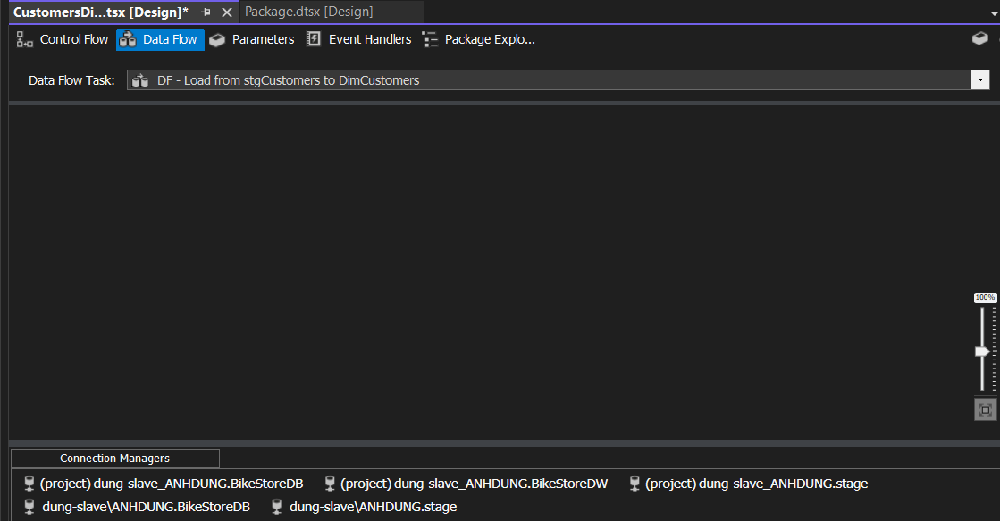 CustomersDi...tsx [Design]* Package.dtsx [Design]
Control Flow Data Flow Parameters Event Handlers Package Explo...
Data Flow Task: DF - Load from stgCustomers to DimCustomers
100%
Connection Managers
(project) dung-slave_ANHDUNG.BikeStoreDB (project) dung-slave_ANHDUNG.BikeStoreDW (project) dung-slave_ANHDUNG.stage
dung-slave\ANHDUNG.BikeStoreDB dung-slave\ANHDUNG.stage